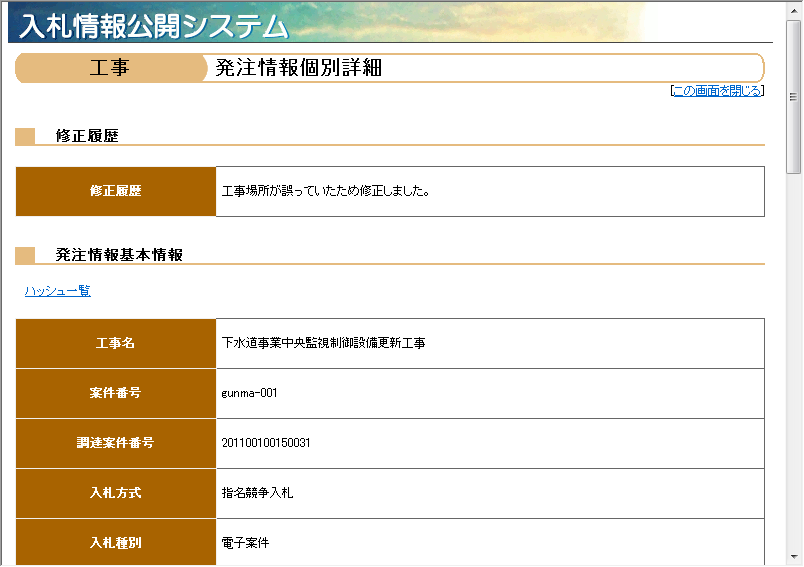 入札情報公開システム
工事 発注情報個別詳細
[この画面を閉じる]
修正履歴
修正履歴 工事場所が誤っていたため修正しました。
発注情報基本情報
ハッシュ一覧
工事名 下水道事業中央監視制御設備更新工事
案件番号 gunma-001
調達案件番号 201100100150031
入札方式 指名競争入札
入札種別 電子案件